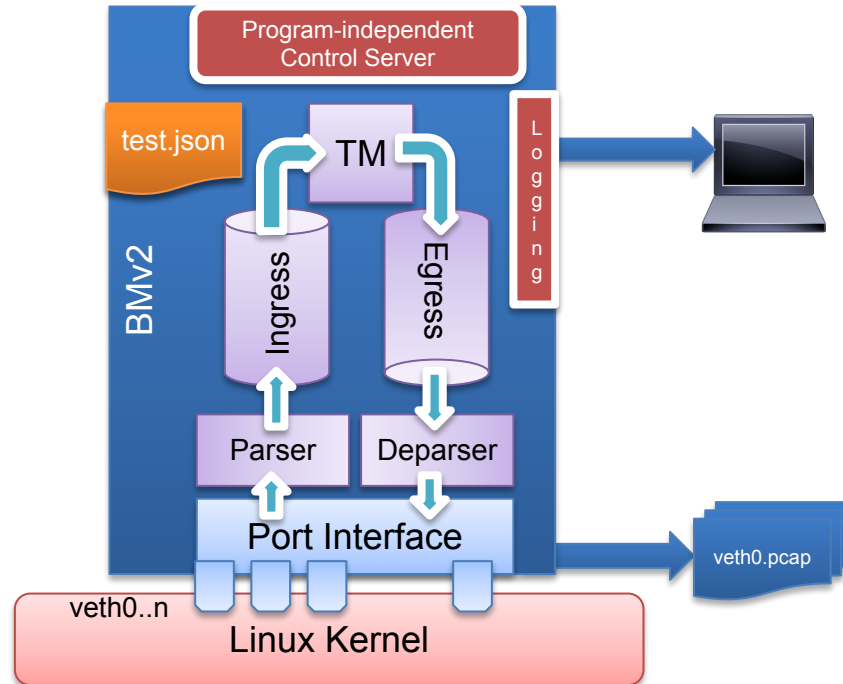 Program-independent
Control Server
test.json
TM
Logging
BMv2
Ingress
Egress
Parser
Deparser
Port Interface
veth0.pcap
veth0..n
Linux Kernel